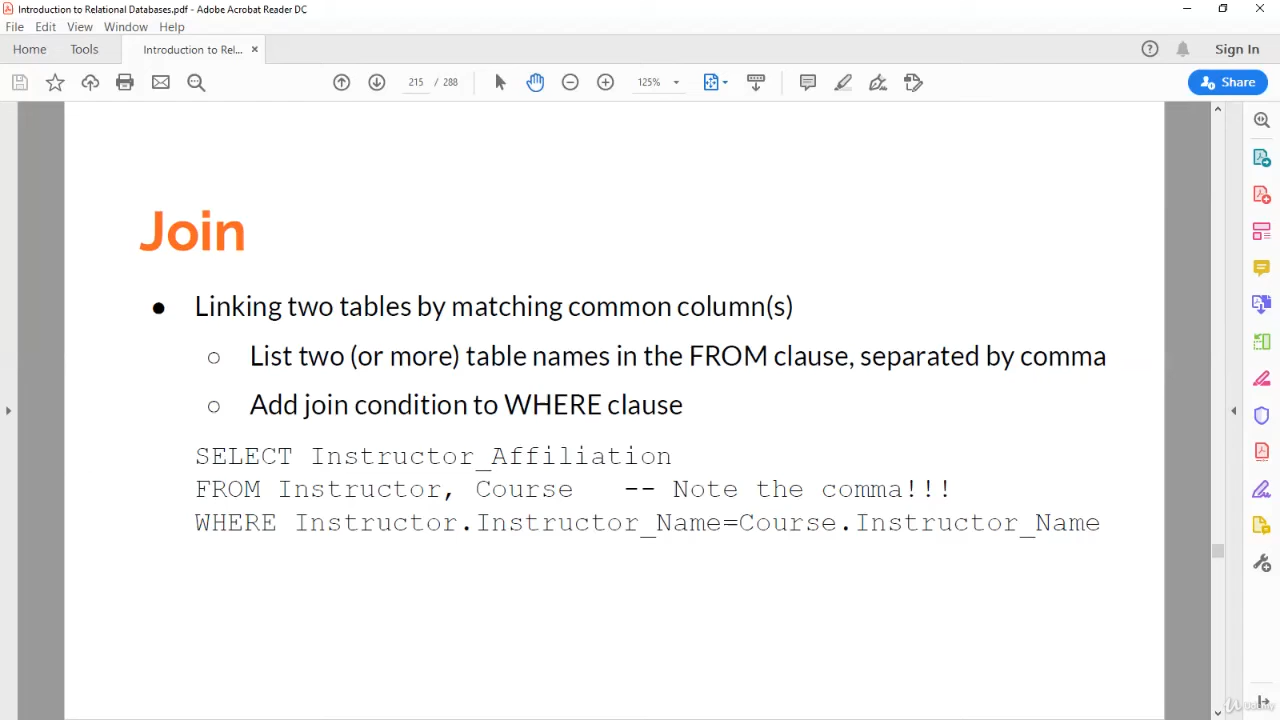 Introduction to Relational Databases.pdf - Adobe Acrobat Reader DC
File Edit View Window Help
Home Tools Introduction to Rel... × Sign In
215 / 288 125% Share
Join
● Linking two tables by matching common column(s)
○ List two (or more) table names in the FROM clause, separated by comma
○ Add join condition to WHERE clause
SELECT Instructor_Affiliation
FROM Instructor, Course -- Note the comma!!!
WHERE Instructor.Instructor_Name=Course.Instructor_Name
Udemy